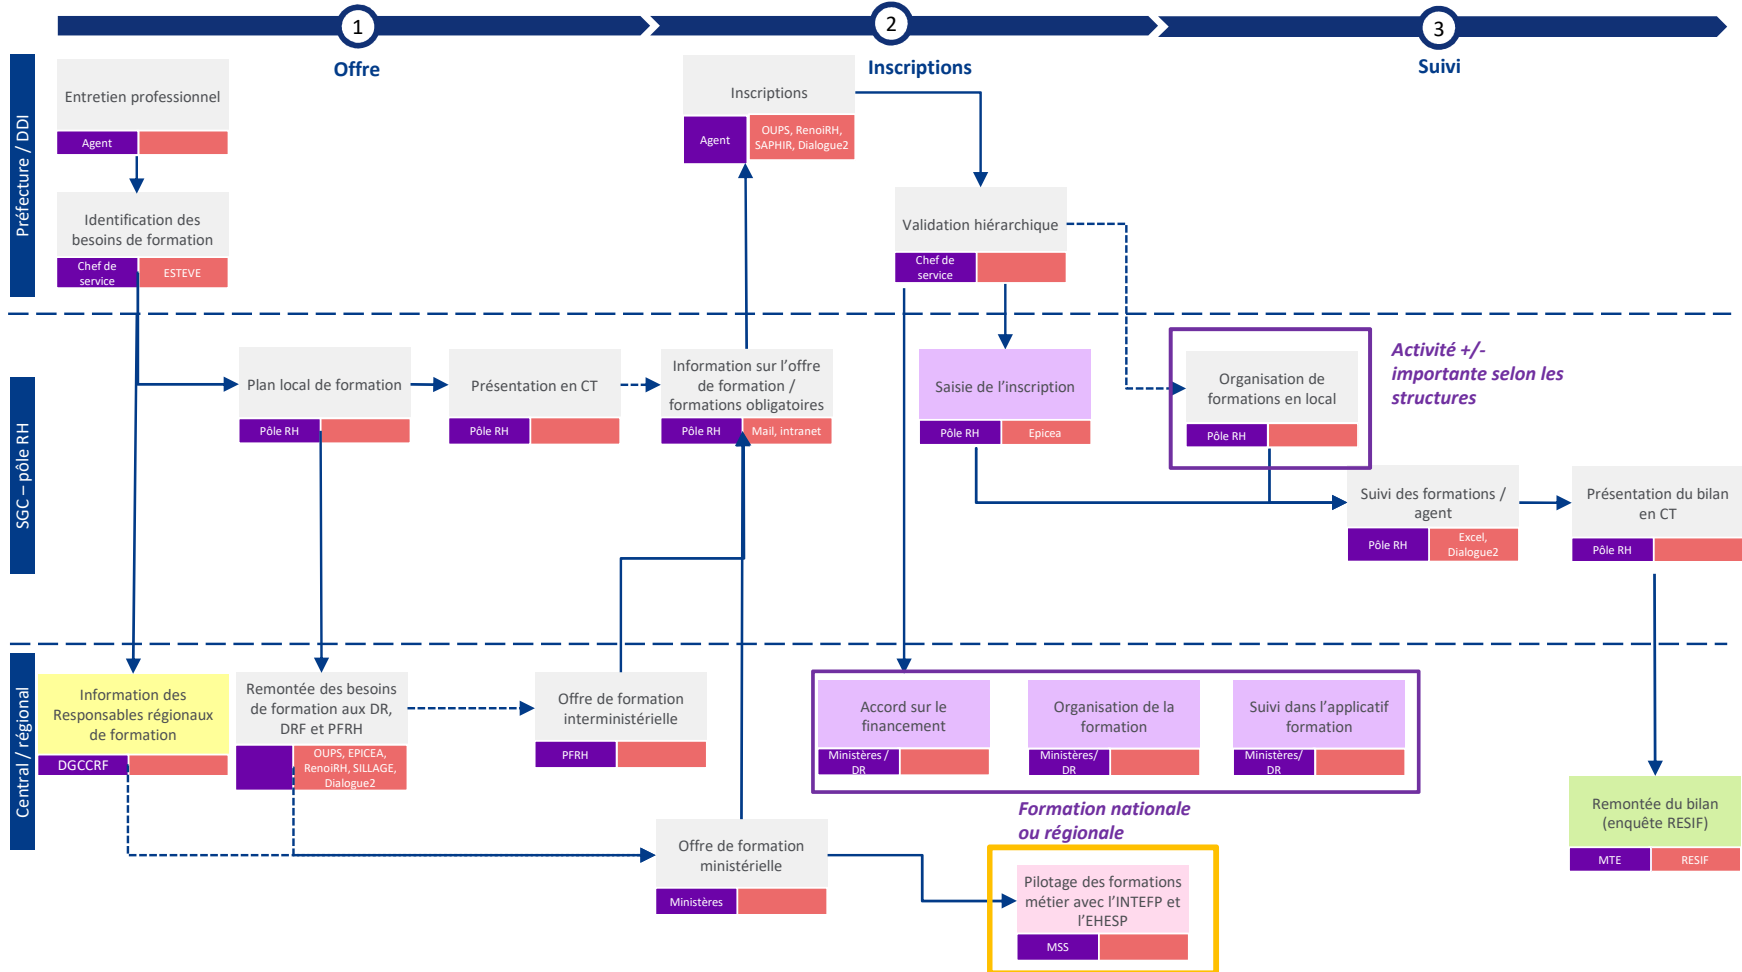 1
2
3
Offre
Inscriptions
Suivi
Préfecture / DDI
Entretien professionnel
Agent
Identification des
besoins de formation
Chef de
service
ESTEVE
Inscriptions
Agent
OUPS, RenoiRH,
SAPHIR, Dialogue2
Validation hiérarchique
Chef de
service
SGC – pôle RH
Plan local de formation
Pôle RH
Présentation en CT
Pôle RH
Information sur l’offre
de formation /
formations obligatoires
Pôle RH
Mail, intranet
Saisie de l’inscription
Pôle RH
Epicea
Organisation de
formations en local
Pôle RH
Activité +/-
importante selon les
structures
Suivi des formations /
agent
Pôle RH
Excel,
Dialogue2
Présentation du bilan
en CT
Pôle RH
Central / régional
Information des
Responsables régionaux
de formation
DGCCRF
Remontée des besoins
de formation aux DR,
DRF et PFRH
OUPS, EPICEA,
RenoiRH, SILLAGE,
Dialogue2
Offre de formation
interministérielle
PFRH
Accord sur le
financement
Ministères /
DR
Organisation de la
formation
Ministères/
DR
Suivi dans l’applicatif
formation
Ministères/
DR
Formation nationale
ou régionale
Offre de formation
ministérielle
Ministères
Pilotage des formations
métier avec l’INTEFP et
l’EHESP
MSS
Remontée du bilan
(enquête RESIF)
MTE
RESIF